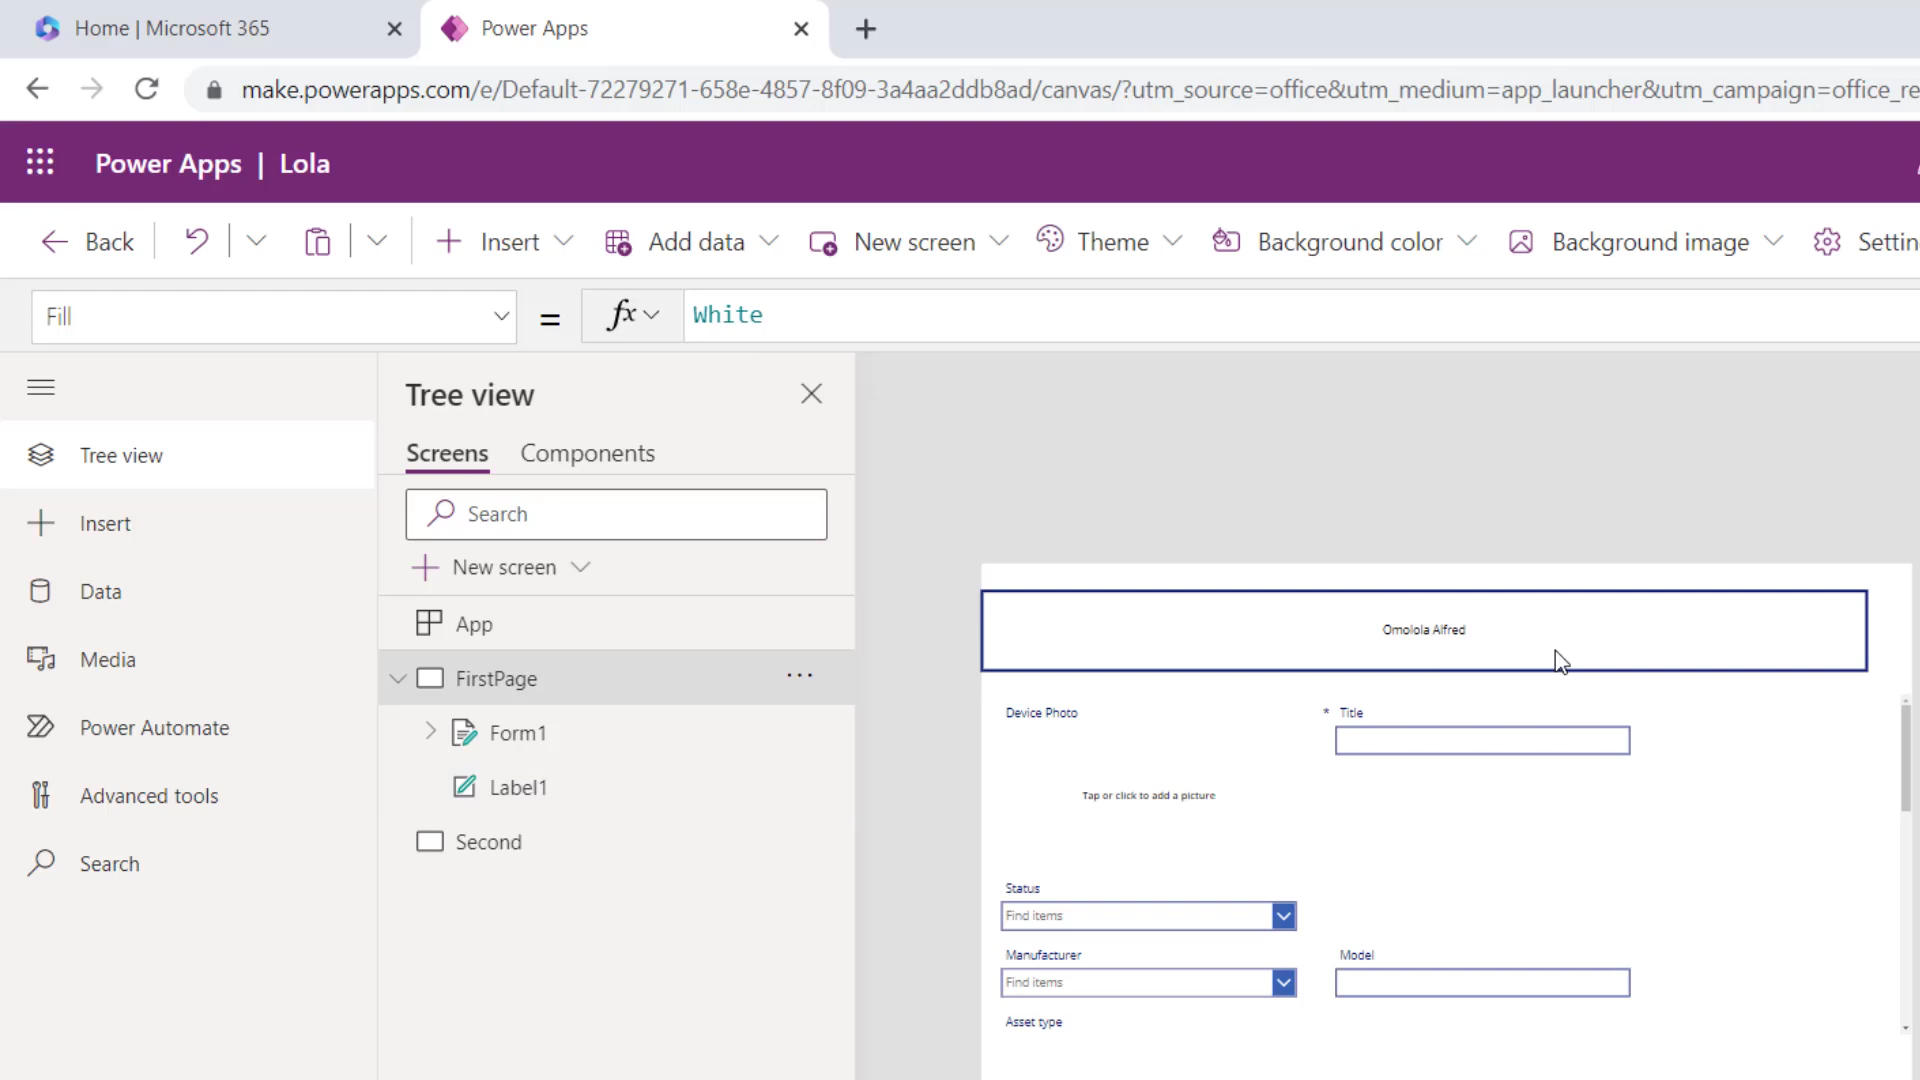 Home | Microsoft 365
Power Apps
make.powerapps.com/e/Default-72279271-658e-4857-8f09-3a4aa2ddb8ad/canvas/?utm_source=office&utm_medium=app_launcher&utm_campaign=office_re
Power Apps | Lola
Back
Insert
Add data
New screen
Theme
Background color
Background image
Settin
Fill
=
fx
White
Tree view
Screens
Components
Search
New screen
App
FirstPage
Form1
Label1
Second
Tree view
Insert
Data
Media
Power Automate
Advanced tools
Search
Omolola Alfred
Device Photo
* Title
Tap or click to add a picture
Status
Find items
Manufacturer
Model
Find items
Asset type